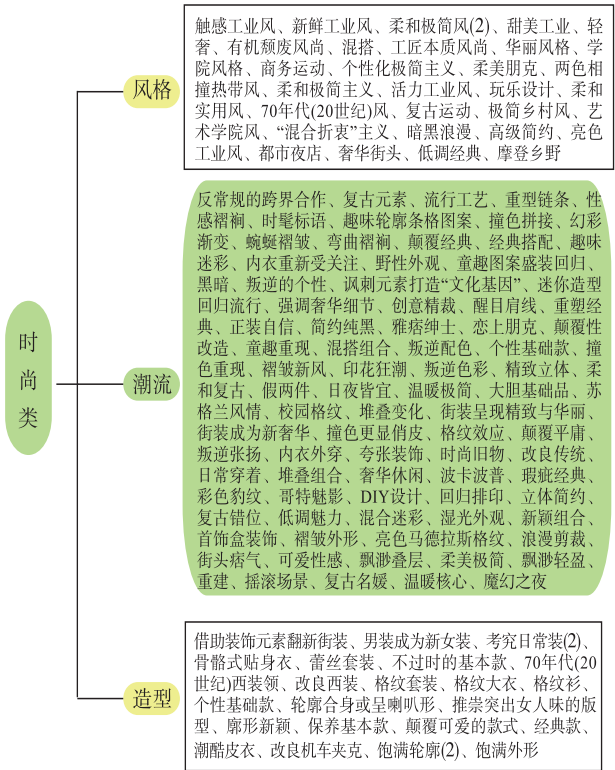 时尚类
风格
触感工业风、新鲜工业风、柔和极简风(2)、甜美工业、轻
奢、有机颓废风尚、混搭、工匠本质风尚、华丽风格、学
院风格、商务运动、个性化极简主义、柔美朋克、两色相
撞热带风、柔和极简主义、活力工业风、玩乐设计、柔和
实用风、70年代(20世纪)风、复古运动、极简乡村风、艺
术学院风、“混合折衷”主义、暗黑浪漫、高级简约、亮色
工业风、都市夜店、奢华街头、低调经典、摩登乡野
潮流
反常规的跨界合作、复古元素、流行工艺、重型链条、性
感褶裥、时髦标语、趣味轮廓条格图案、撞色拼接、幻彩
渐变、蜿蜒褶皱、弯曲褶裥、颠覆经典、经典搭配、趣味
迷彩、内衣重新受关注、野性外观、童趣图案盛装回归、
黑暗、叛逆的个性、讽刺元素打造“文化基因”、迷你造型
回归流行、强调奢华细节、创意精裁、醒目肩线、重塑经
典、正装自信、简约纯黑、雅痞绅士、恋上朋克、颠覆性
改造、童趣重现、混搭组合、叛逆配色、个性基础款、撞
色重现、褶皱新风、印花狂潮、叛逆色彩、精致立体、柔
和复古、假两件、日夜皆宜、温暖极简、大胆基础品、苏
格兰风情、校园格纹、堆叠变化、街装呈现精致与华丽、
街装成为新奢华、撞色更显俏皮、格纹效应、颠覆平庸、
叛逆张扬、内衣外穿、夸张装饰、时尚旧物、改良传统、
日常穿着、堆叠组合、奢华休闲、波卡波普、瑕疵经典、
彩色豹纹、哥特魅影、DIY设计、回归排印、立体简约、
复古错位、低调魅力、混合迷彩、湿光外观、新颖组合、
首饰盒装饰、褶皱外形、亮色马德拉斯格纹、浪漫剪裁、
街头痞气、可爱性感、飘渺叠层、柔美极简、飘渺轻盈、
重建、摇滚场景、复古名媛、温暖核心、魔幻之夜
造型
借助装饰元素翻新街装、男装成为新女装、考究日常装(2)、
骨骼式贴身衣、蕾丝套装、不过时的基本款、70年代(20
世纪)西装领、改良西装、格纹套装、格纹大衣、格纹衫、
个性基础款、轮廓合身或呈喇叭形、推崇突出女人味的版
型、廓形新颖、保养基本款、颠覆可爱的款式、经典款、
潮酷皮衣、改良机车夹克、饱满轮廓(2)、饱满外形